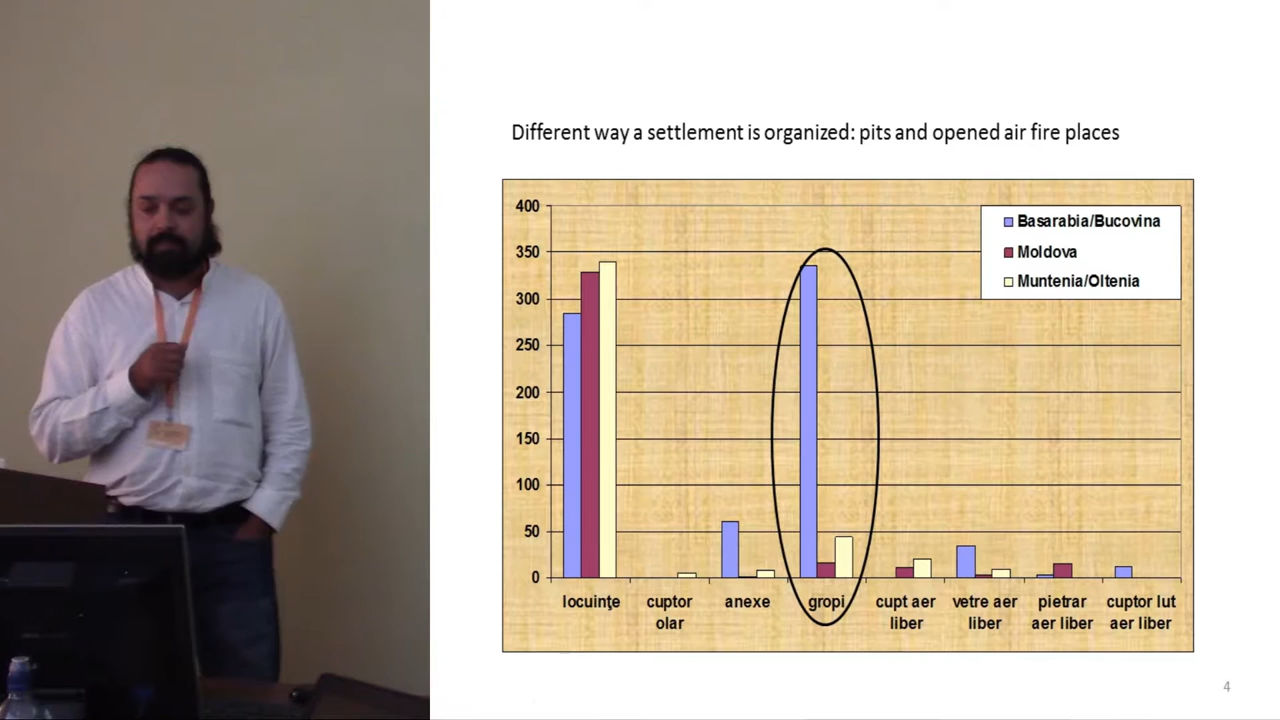 Different way a settlement is organized: pits and opened air fire places
400
350
300
250
200
150
100
50
0
Basarabia/Bucovina
Moldova
Muntenia/Oltenia
locuinţe
cuptor olar
anexe
gropi
cupt aer liber
vetre aer liber
pietrar aer liber
cuptor lut aer liber
4